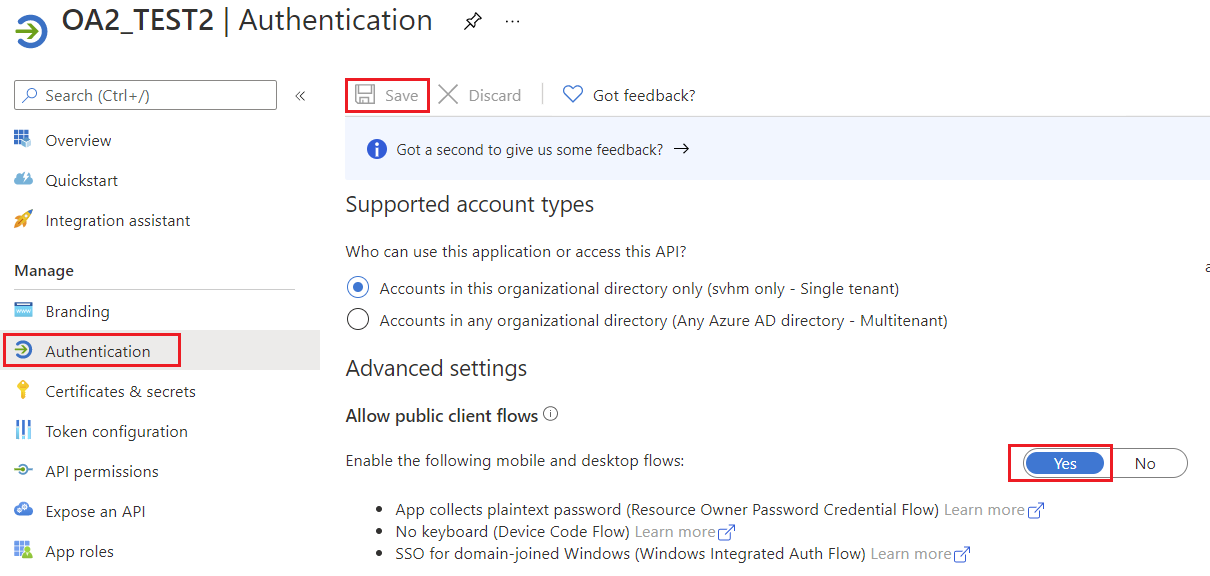 OA2_TEST2 | Authentication ...
Search (Ctrl+/) «
Overview
Quickstart
Integration assistant
Manage
Branding
Authentication
Certificates & secrets
Token configuration
API permissions
Expose an API
App roles
Save Discard Got feedback?
Got a second to give us some feedback? →
Supported account types
Who can use this application or access this API?
Accounts in this organizational directory only (svhm only - Single tenant)
Accounts in any organizational directory (Any Azure AD directory - Multitenant)
Advanced settings
Allow public client flows
Enable the following mobile and desktop flows: Yes No
• App collects plaintext password (Resource Owner Password Credential Flow) Learn more
• No keyboard (Device Code Flow) Learn more
• SSO for domain-joined Windows (Windows Integrated Auth Flow) Learn more